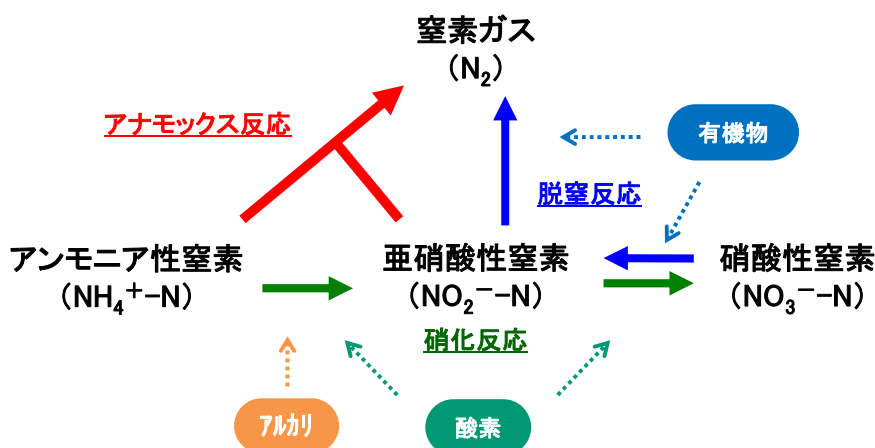 窒素ガス
（N₂）
アナモックス反応
有機物
脱窒反応
アンモニア性窒素
（NH₄⁺−N）
亜硝酸性窒素
（NO₂⁻−N）
硝酸性窒素
（NO₃⁻−N）
硝化反応
アルカリ
酸素